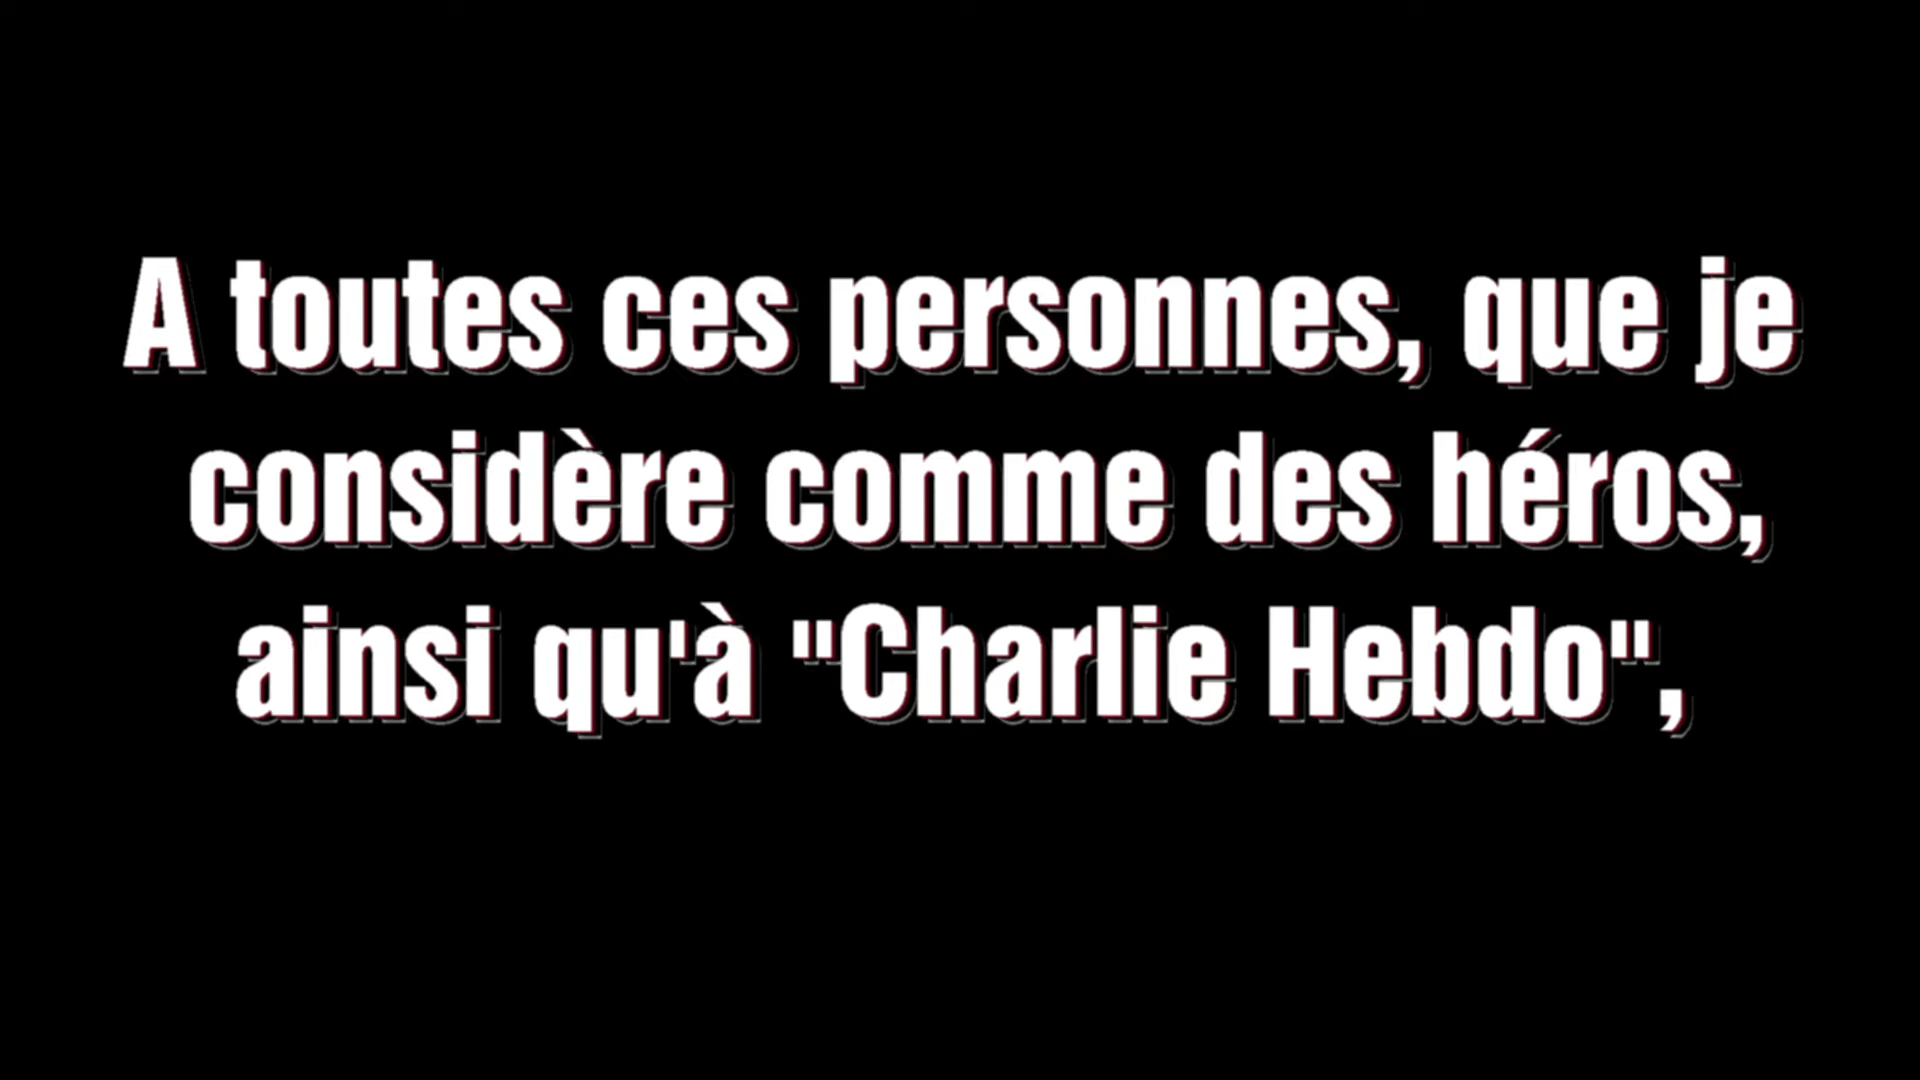 A toutes ces personnes, que je
considère comme des héros,
ainsi qu'à "Charlie Hebdo",